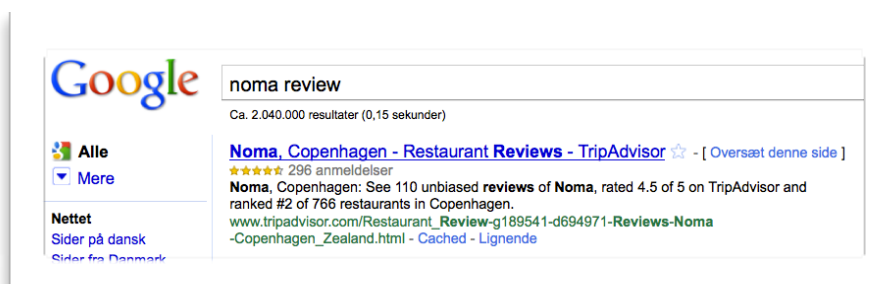 Google
noma review
Ca. 2.040.000 resultater (0,15 sekunder)
Alle
Mere
Nettet
Sider på dansk
Sider fra Danmark
Noma, Copenhagen - Restaurant Reviews - TripAdvisor - [ Oversæt denne side ]
296 anmeldelser
Noma, Copenhagen: See 110 unbiased reviews of Noma, rated 4.5 of 5 on TripAdvisor and
ranked #2 of 766 restaurants in Copenhagen.
www.tripadvisor.com/Restaurant_Review-g189541-d694971-Reviews-Noma
-Copenhagen_Zealand.html - Cached - Lignende